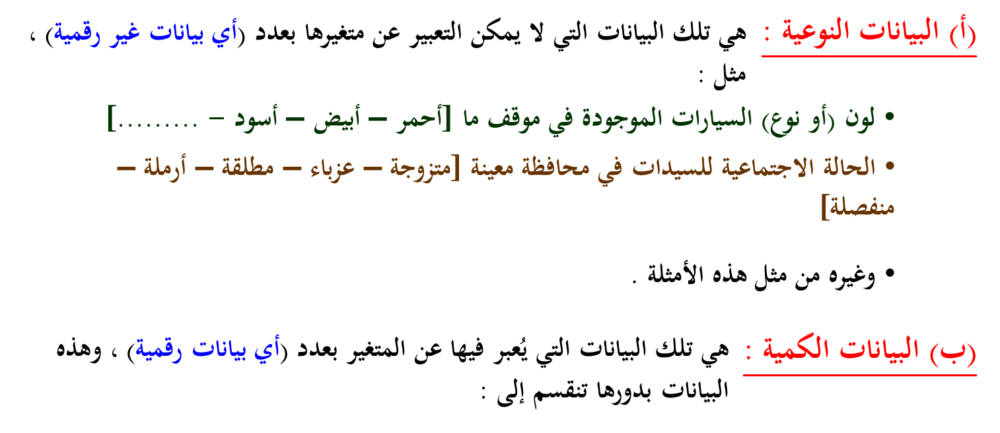 (أ) البيانات النوعية : هي تلك البيانات التي لا يمكن التعبير عن متغيرها بعدد (أي بيانات غير رقمية) ،
مثل :
• لون (أو نوع) السيارات الموجودة في موقف ما [أحمر – أبيض – أسود – .........]
• الحالة الاجتماعية للسيدات في محافظة معينة [متزوجة – عزباء – مطلقة – أرملة –
منفصلة]
• وغيره من مثل هذه الأمثلة .
(ب) البيانات الكمية : هي تلك البيانات التي يُعبر فيها عن المتغير بعدد (أي بيانات رقمية) ، وهذه
البيانات بدورها تنقسم إلى :